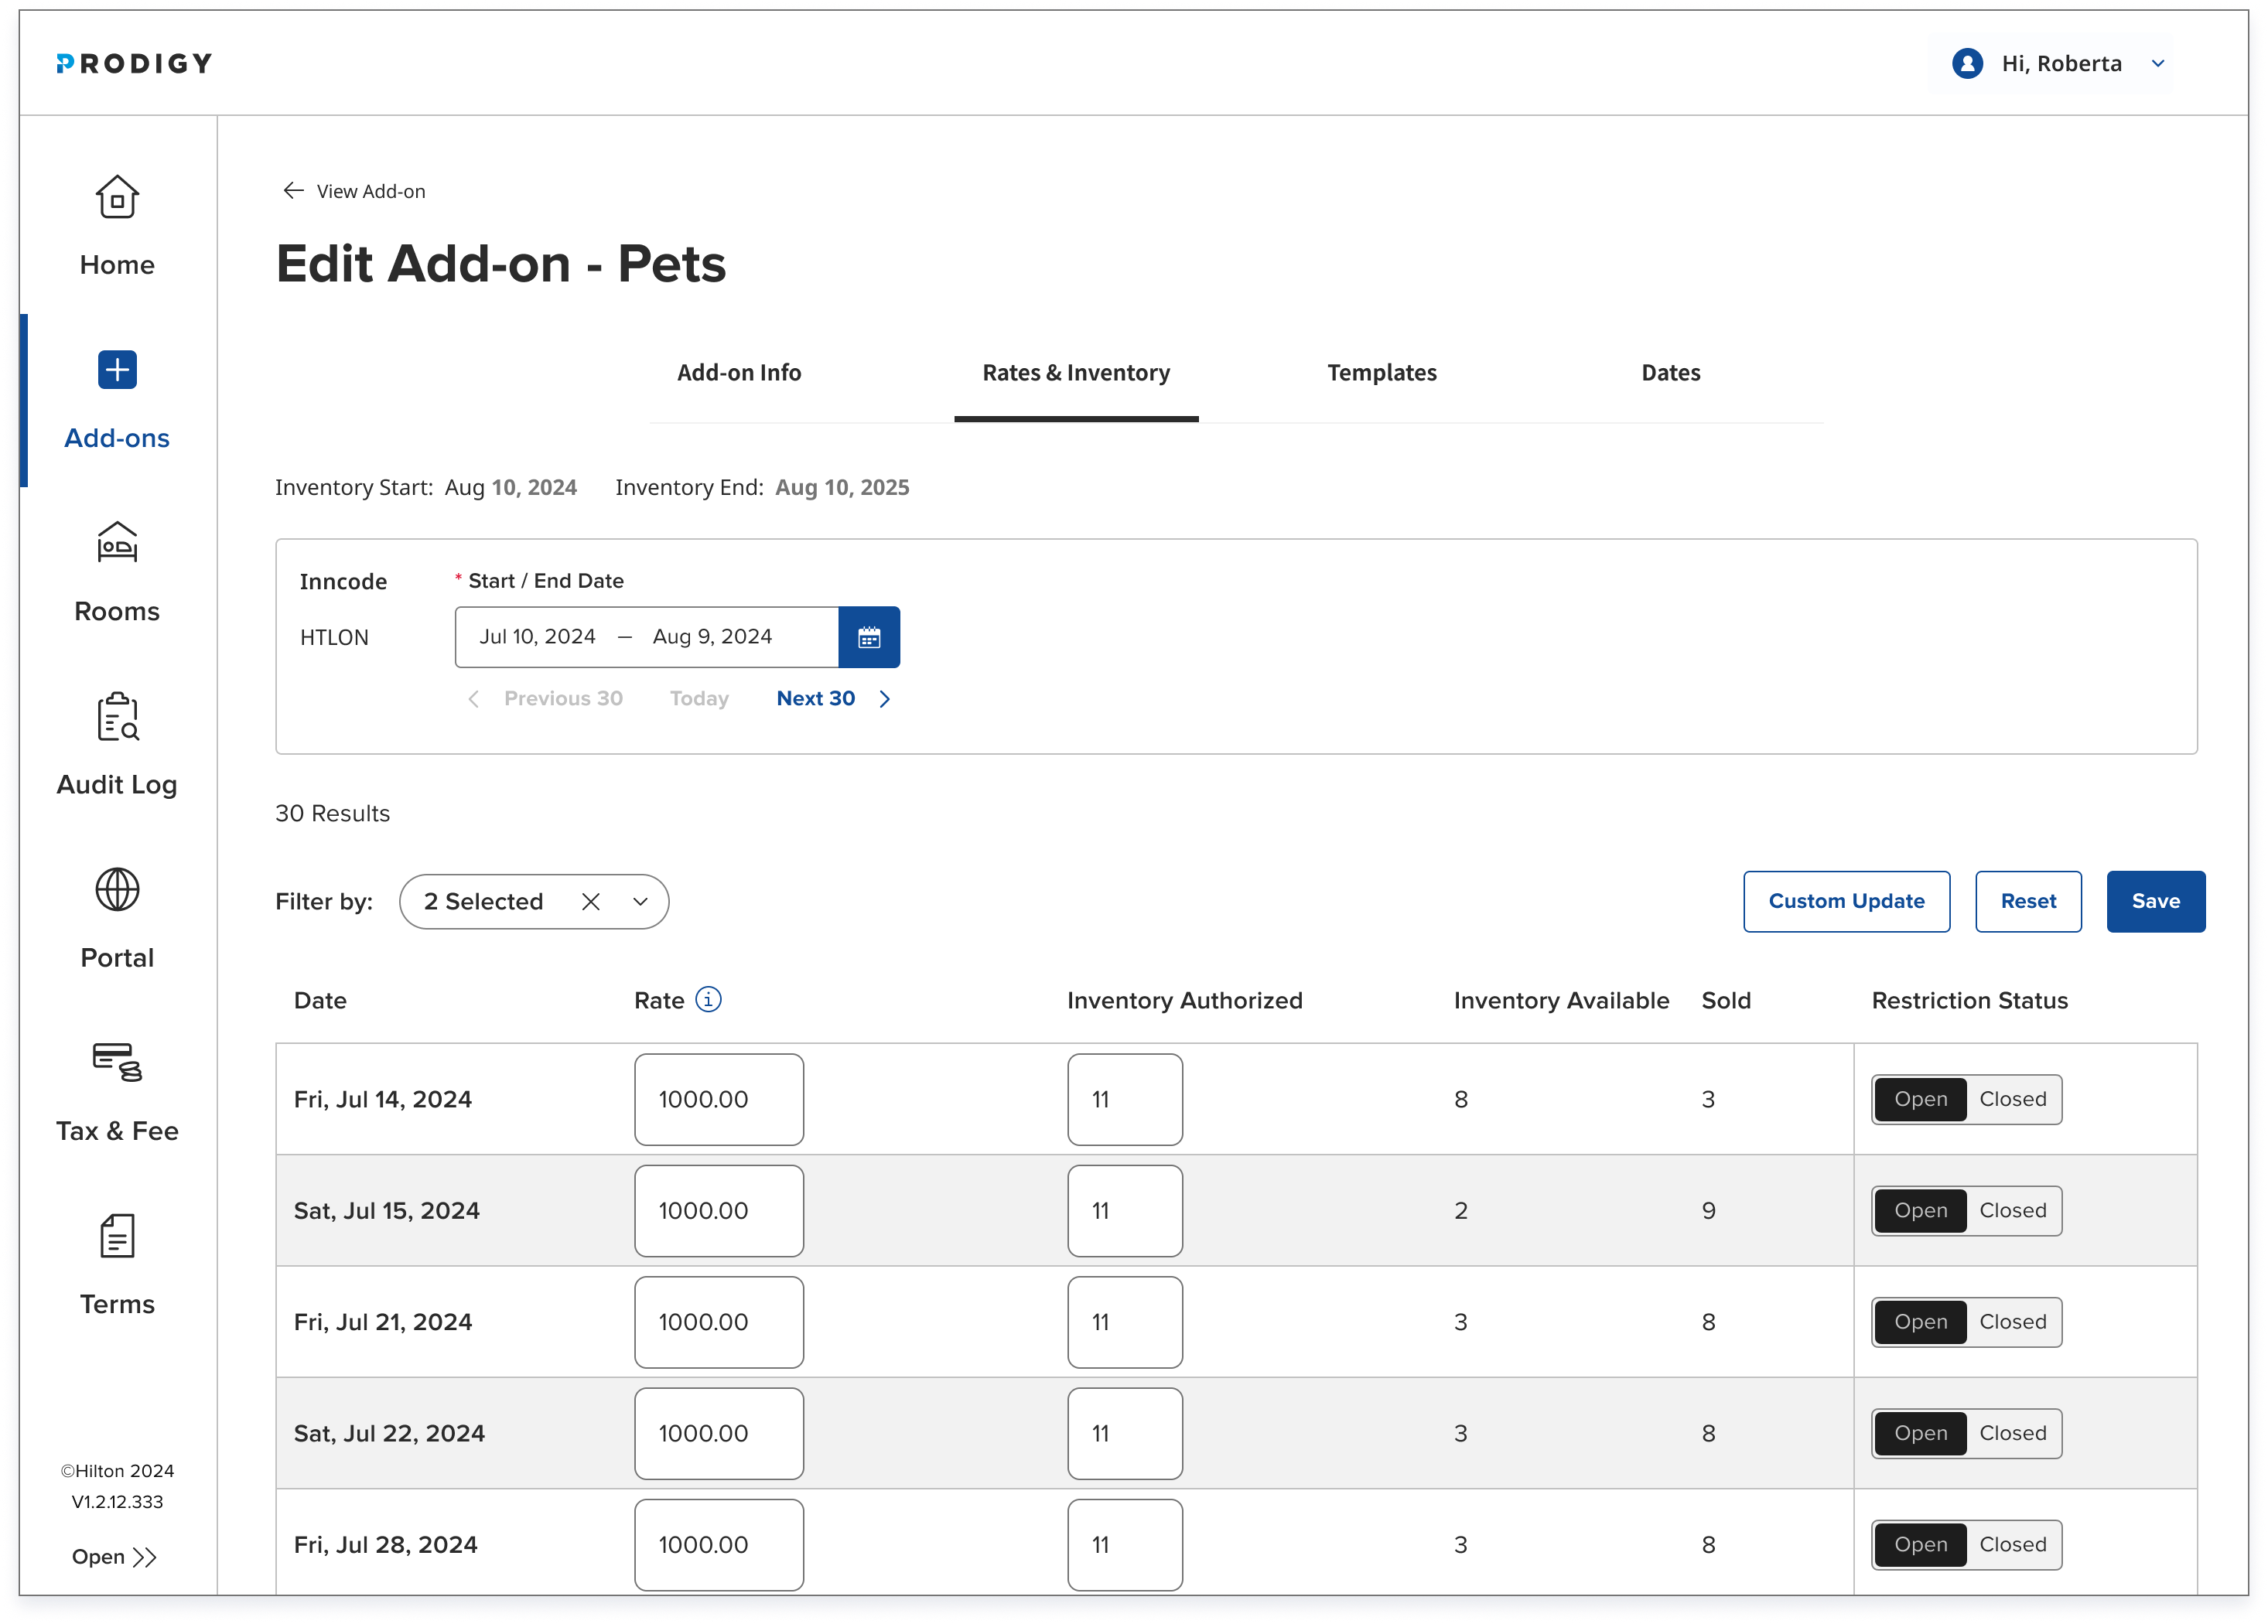 PRODIGY
Hi, Roberta
Home
Add-ons
Rooms
Audit Log
Portal
Tax & Fee
Terms
©Hilton 2024
V1.2.12.333
Open
View Add-on
Edit Add-on - Pets
Add-on Info Rates & Inventory Templates Dates
Inventory Start: Aug 10, 2024 Inventory End: Aug 10, 2025
Inncode * Start / End Date
HTLON Jul 10, 2024 – Aug 9, 2024
Previous 30 Today Next 30
30 Results
Filter by: 2 Selected Custom Update Reset Save
Date Rate Inventory Authorized Inventory Available Sold Restriction Status
Fri, Jul 14, 2024 1000.00 11 8 3 Open Closed
Sat, Jul 15, 2024 1000.00 11 2 9 Open Closed
Fri, Jul 21, 2024 1000.00 11 3 8 Open Closed
Sat, Jul 22, 2024 1000.00 11 3 8 Open Closed
Fri, Jul 28, 2024 1000.00 11 3 8 Open Closed